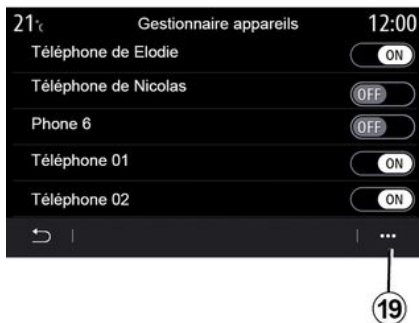 21°c Gestionnaire appareils 12:00
Téléphone de Elodie ON
Téléphone de Nicolas OFF
Phone 6 OFF
Téléphone 01 ON
Téléphone 02 ON
19